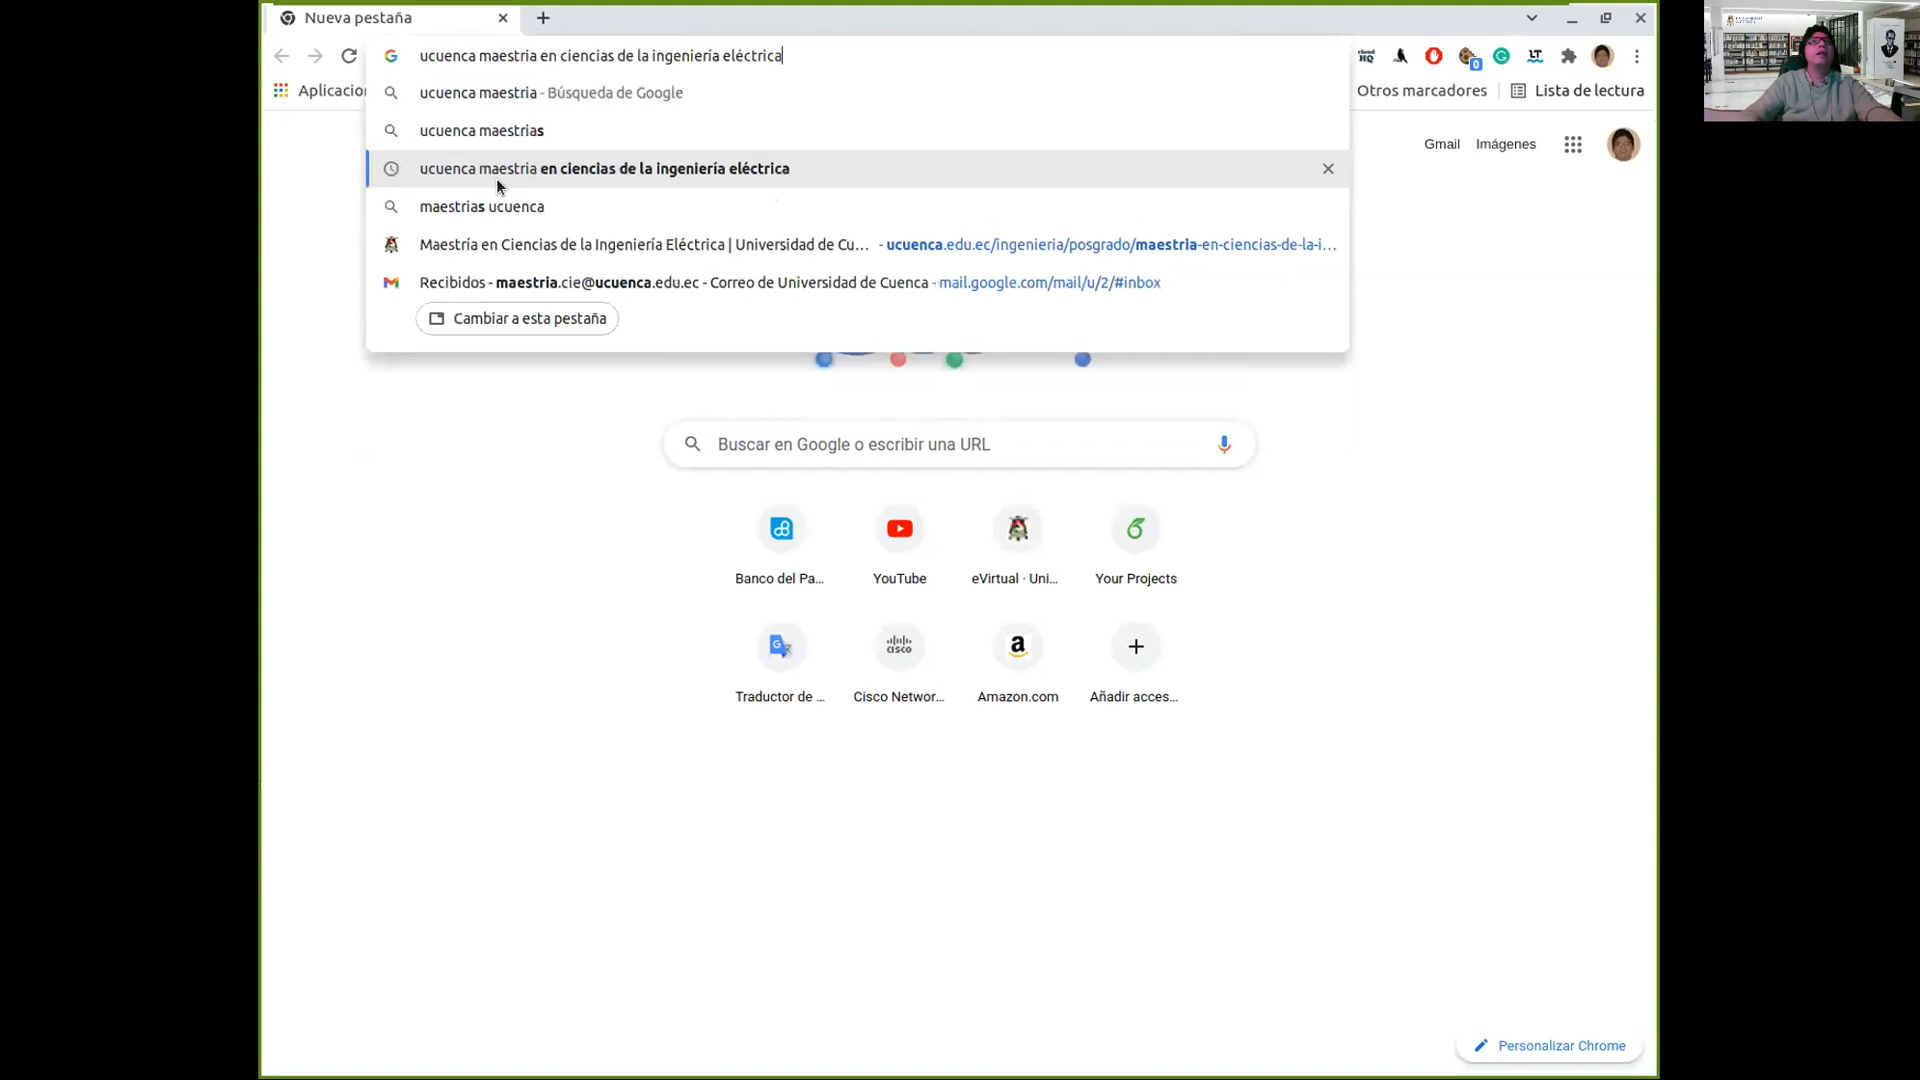 Nueva pestaña
ucuenca maestria en ciencias de la ingeniería eléctrica
Aplicacion
ucuenca maestria - Búsqueda de Google
ucuenca maestrias
ucuenca maestria en ciencias de la ingeniería eléctrica
maestrias ucuenca
Maestría en Ciencias de la Ingeniería Eléctrica | Universidad de Cu... - ucuenca.edu.ec/ingenieria/posgrado/maestria-en-ciencias-de-la-i...
Recibidos - maestria.cie@ucuenca.edu.ec - Correo de Universidad de Cuenca - mail.google.com/mail/u/2/#inbox
Cambiar a esta pestaña
cloud HQ
0
LT
Otros marcadores
Lista de lectura
Gmail
Imágenes
Buscar en Google o escribir una URL
Banco del Pa...
YouTube
eVirtual · Uni...
Your Projects
cisco
Traductor de ...
Cisco Networ...
Amazon.com
Añadir acces...
Personalizar Chrome